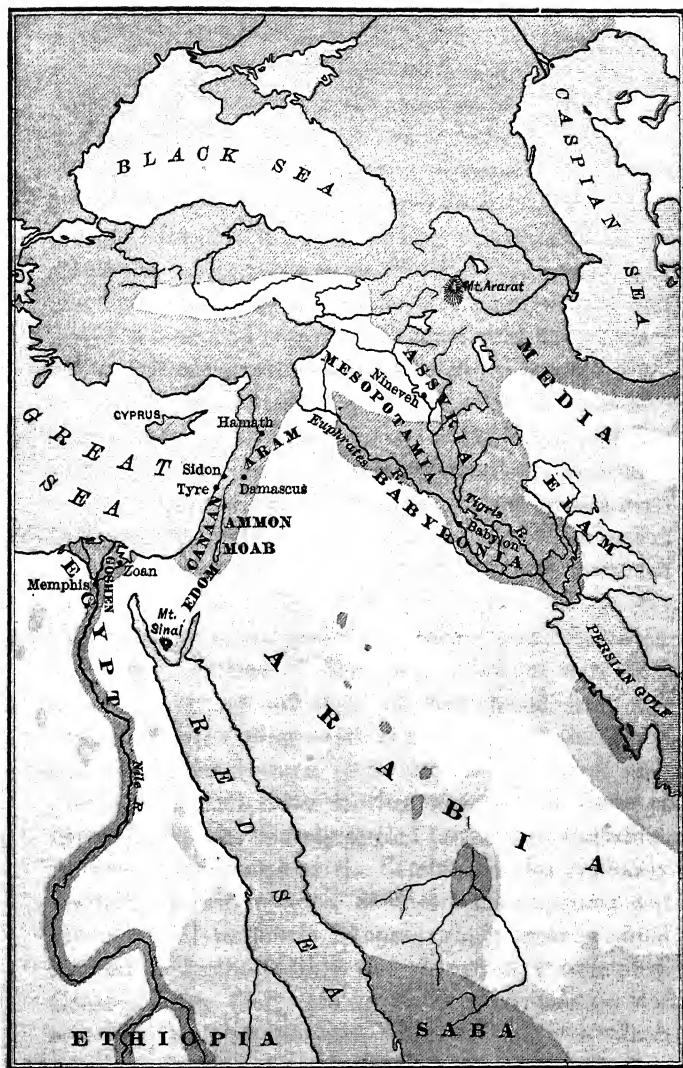 BLACK SEA
CASPIAN SEA
Mt. Ararat
MEDIA
ASSYRIA
Nineveh
MESOPOTAMIA
GREAT SEA
CYPRUS
Hamath
ARAM
Euphrates R.
Tigris R.
ELAM
Sidon
Tyre
Damascus
BABYRONIA
Babylon
CANAAN
AMMON
MOAB
EDOM
Zoan
GOSHEN
Memphis
EGYPT
Mt. Sinai
PERSIAN GULF
ARABIA
RED SEA
Nile R.
ETHIOPIA
SABA